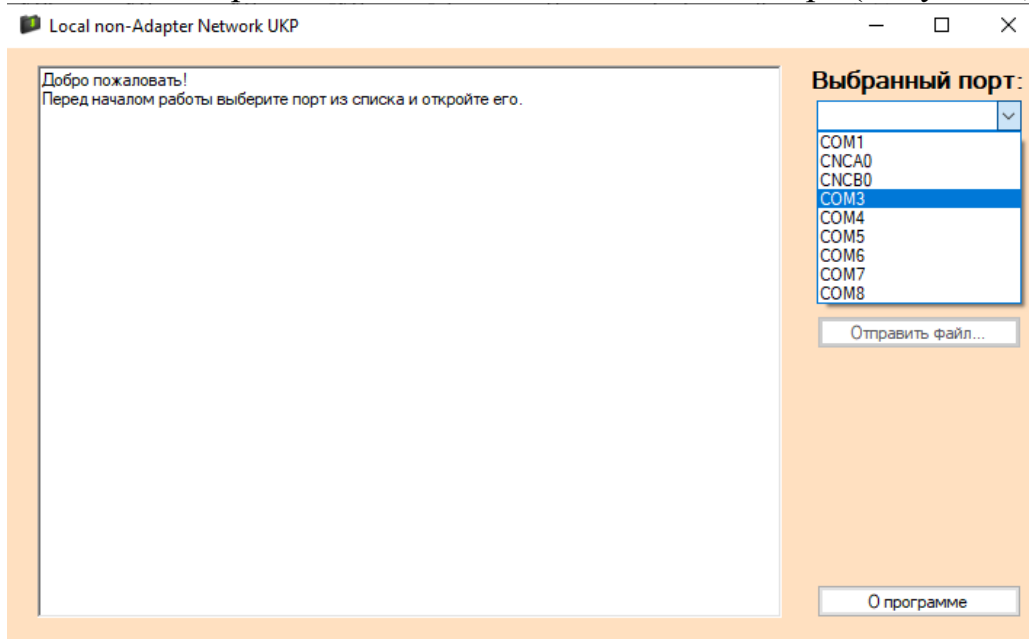 Local non-Adapter Network UKP
Добро пожаловать!
Перед началом работы выберите порт из списка и откройте его.
Выбранный порт:
COM1
CNCA0
CNCB0
COM3
COM4
COM5
COM6
COM7
COM8
Отправить файл...
О программе